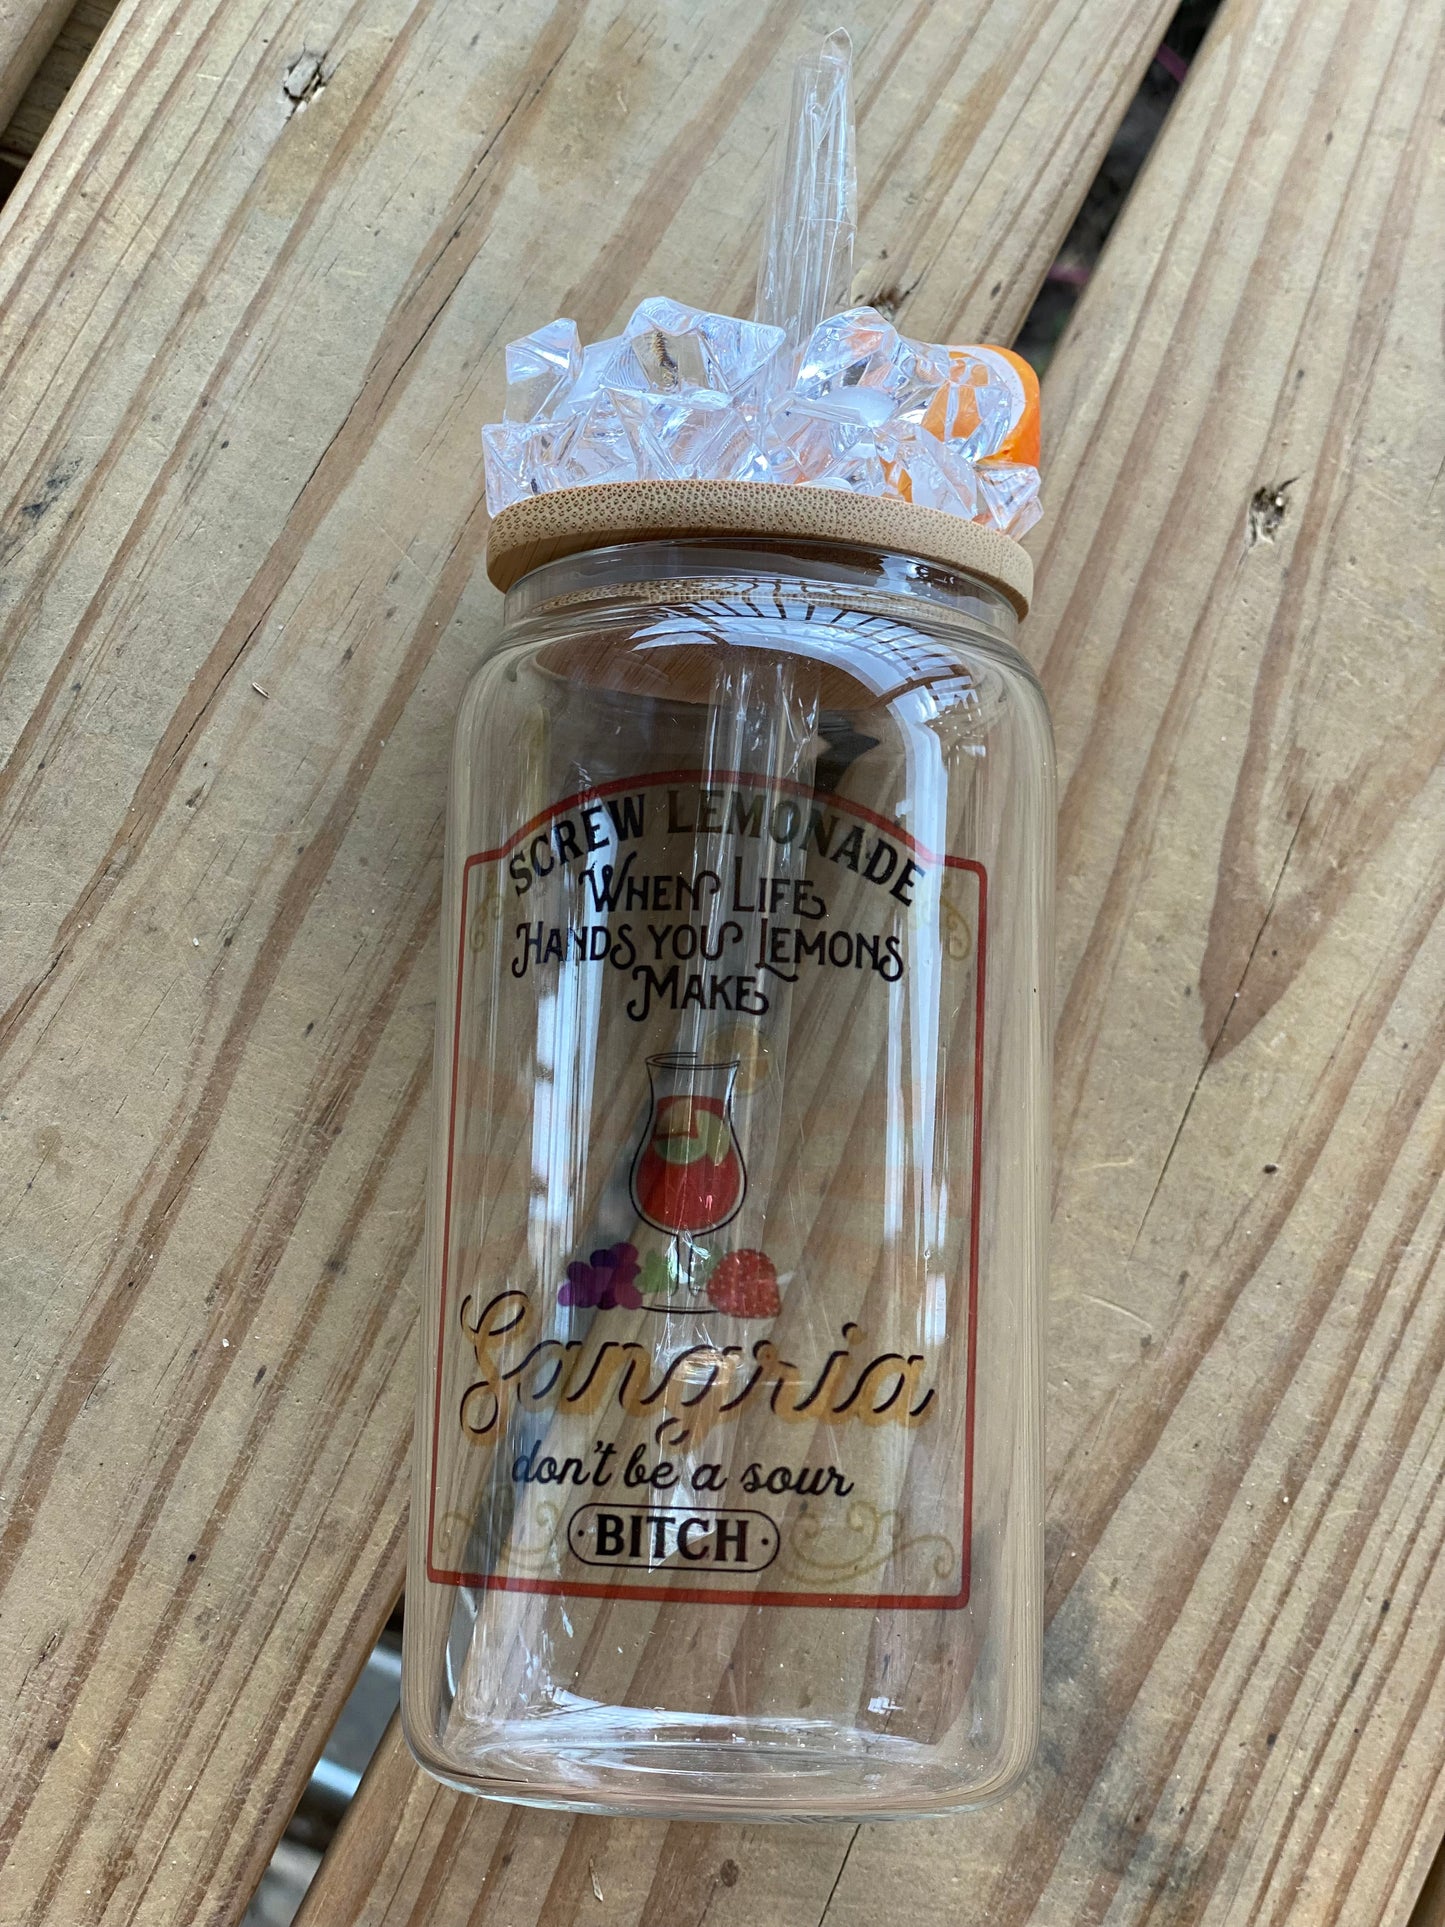 SCREW LEMONADE
WHEN LIFE
HANDS YOU LEMONS
MAKE
Sangria
don't be a sour
BITCH